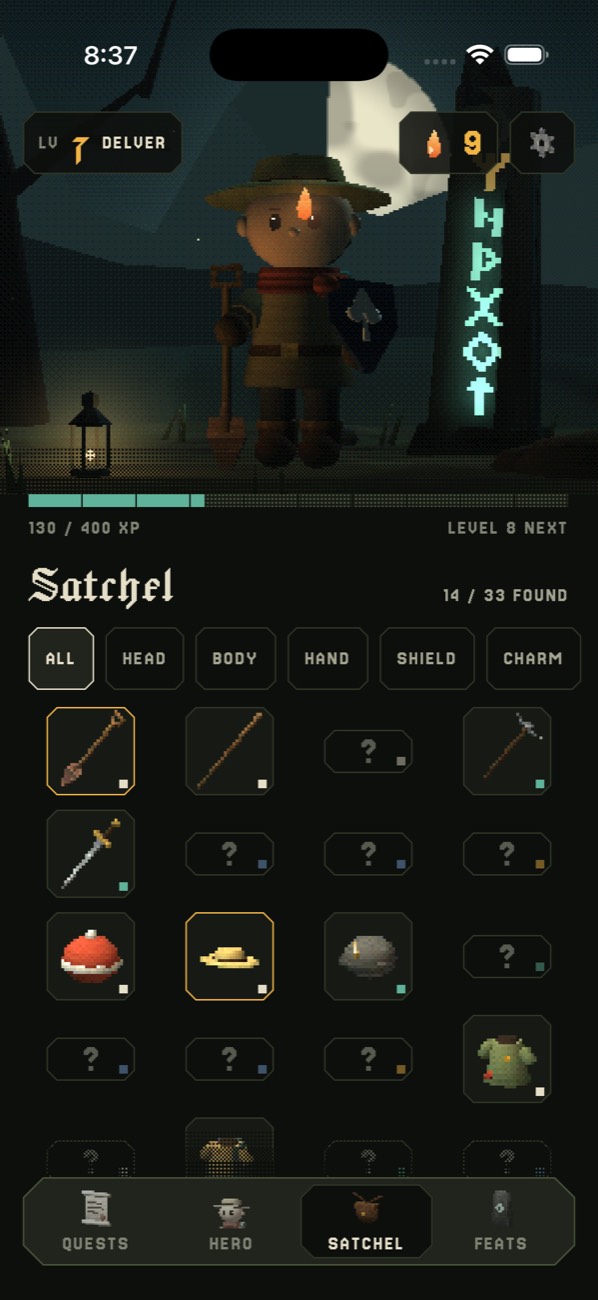 8:37
LV 7 DELVER
9
130 / 400 XP
LEVEL 8 NEXT
Satchel
14 / 33 FOUND
ALL
HEAD
BODY
HAND
SHIELD
CHARM
?
? ? ?
?
? ? ?
? ? ?
QUESTS
HERO
SATCHEL
FEATS